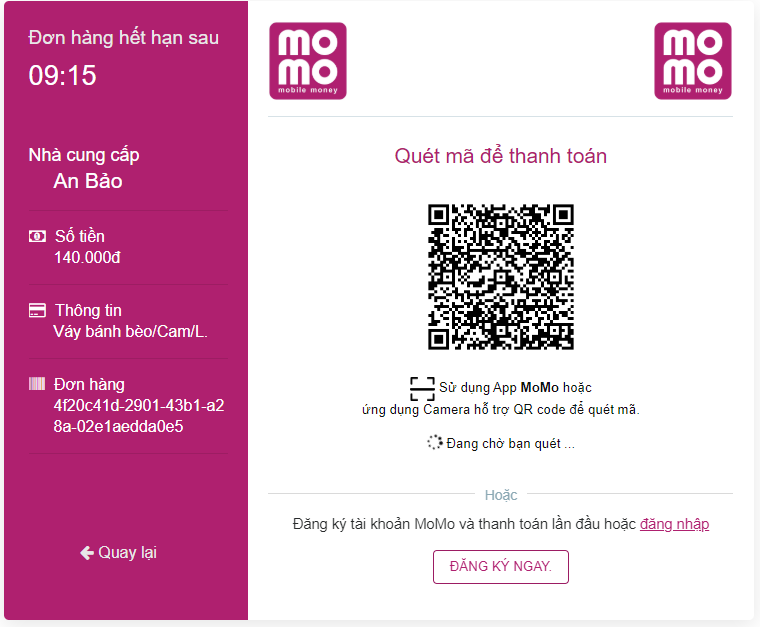 Đơn hàng hết hạn sau
09:15
Nhà cung cấp
An Bảo
Số tiền
140.000đ
Thông tin
Váy bánh bèo/Cam/L.
Đơn hàng
4f20c41d-2901-43b1-a2
8a-02e1aedda0e5
Quay lại
mo
mo
mobile money
mo
mo
mobile money
Quét mã để thanh toán
Sử dụng App MoMo hoặc
ứng dụng Camera hỗ trợ QR code để quét mã.
Đang chờ bạn quét ...
Hoặc
Đăng ký tài khoản MoMo và thanh toán lần đầu hoặc đăng nhập
ĐĂNG KÝ NGAY.